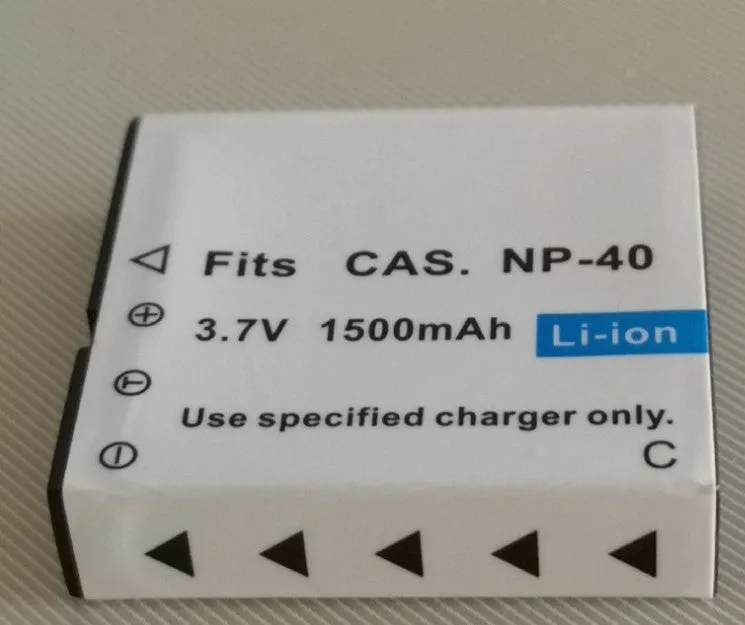 Fits CAS. NP-40
3.7V 1500mAh Li-ion
Use specified charger only.
C